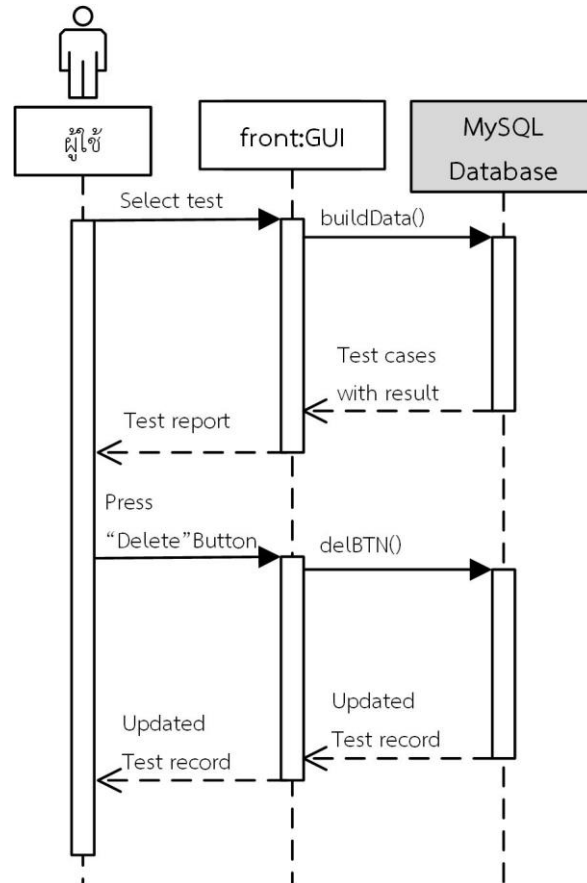 ผู้ใช้
front:GUI
MySQL
Database
Select test
buildData()
Test cases
with result
Test report
Press
“Delete”Button
delBTN()
Updated
Test record
Updated
Test record